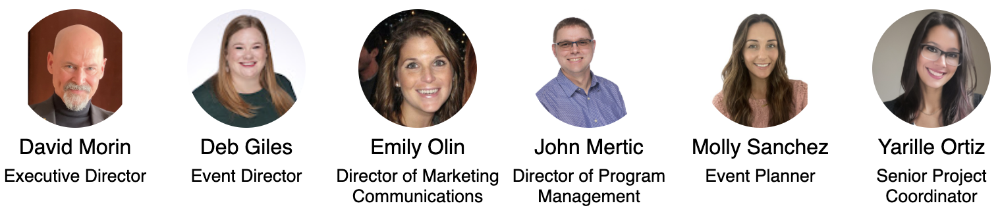 David Morin
Executive Director
Deb Giles
Event Director
Emily Olin
Director of Marketing
Communications
John Mertic
Director of Program
Management
Molly Sanchez
Event Planner
Yarille Ortiz
Senior Project
Coordinator